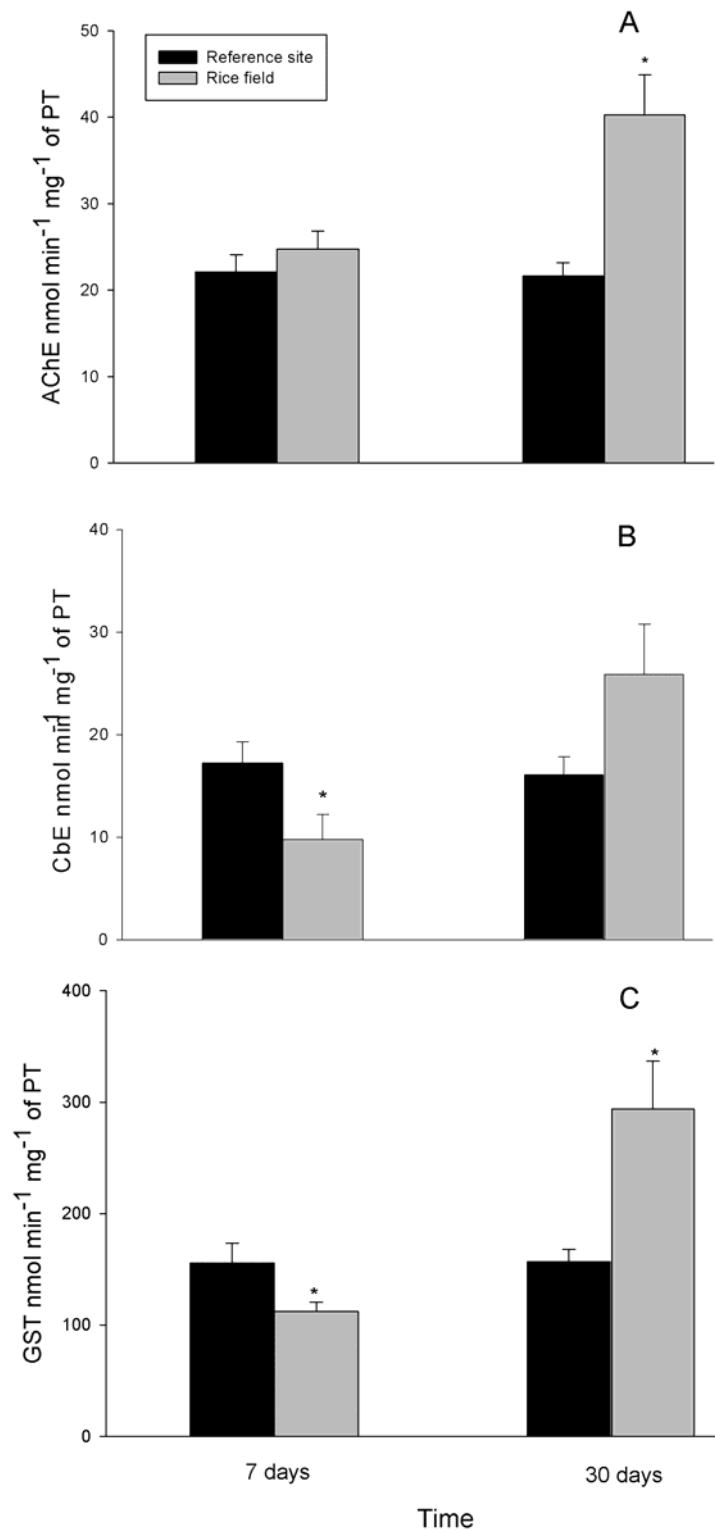 A
50
Reference site
Rice field
*
40
30
20
10
0
AChE nmol min⁻¹ mg⁻¹ of PT
B
40
30
*
20
10
0
CbE nmol min¹ mg⁻¹ of PT
C
400
*
300
200
*
100
0
GST nmol min⁻¹ mg⁻¹ of PT
7 days
30 days
Time